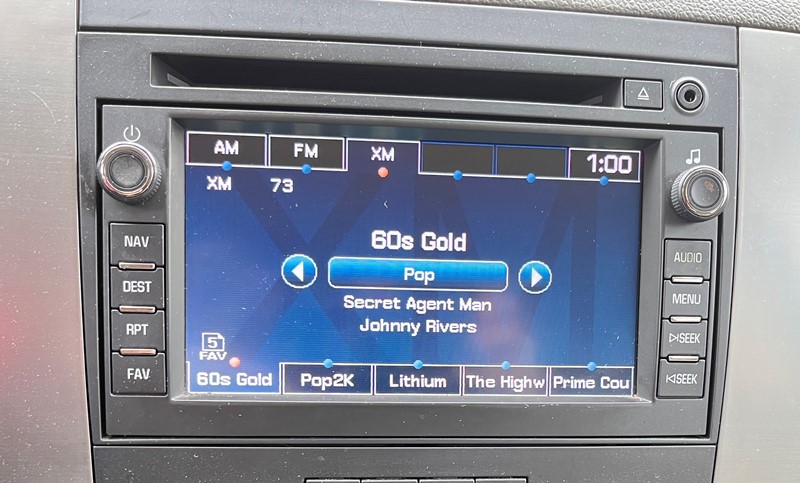 AM FM XM 1:00
XM 73
60s Gold
Pop
Secret Agent Man
Johnny Rivers
5
FAV
60s Gold Pop2K Lithium The Highw Prime Cou
NAV
DEST
RPT
FAV
AUDIO
MENU
SEEK
SEEK